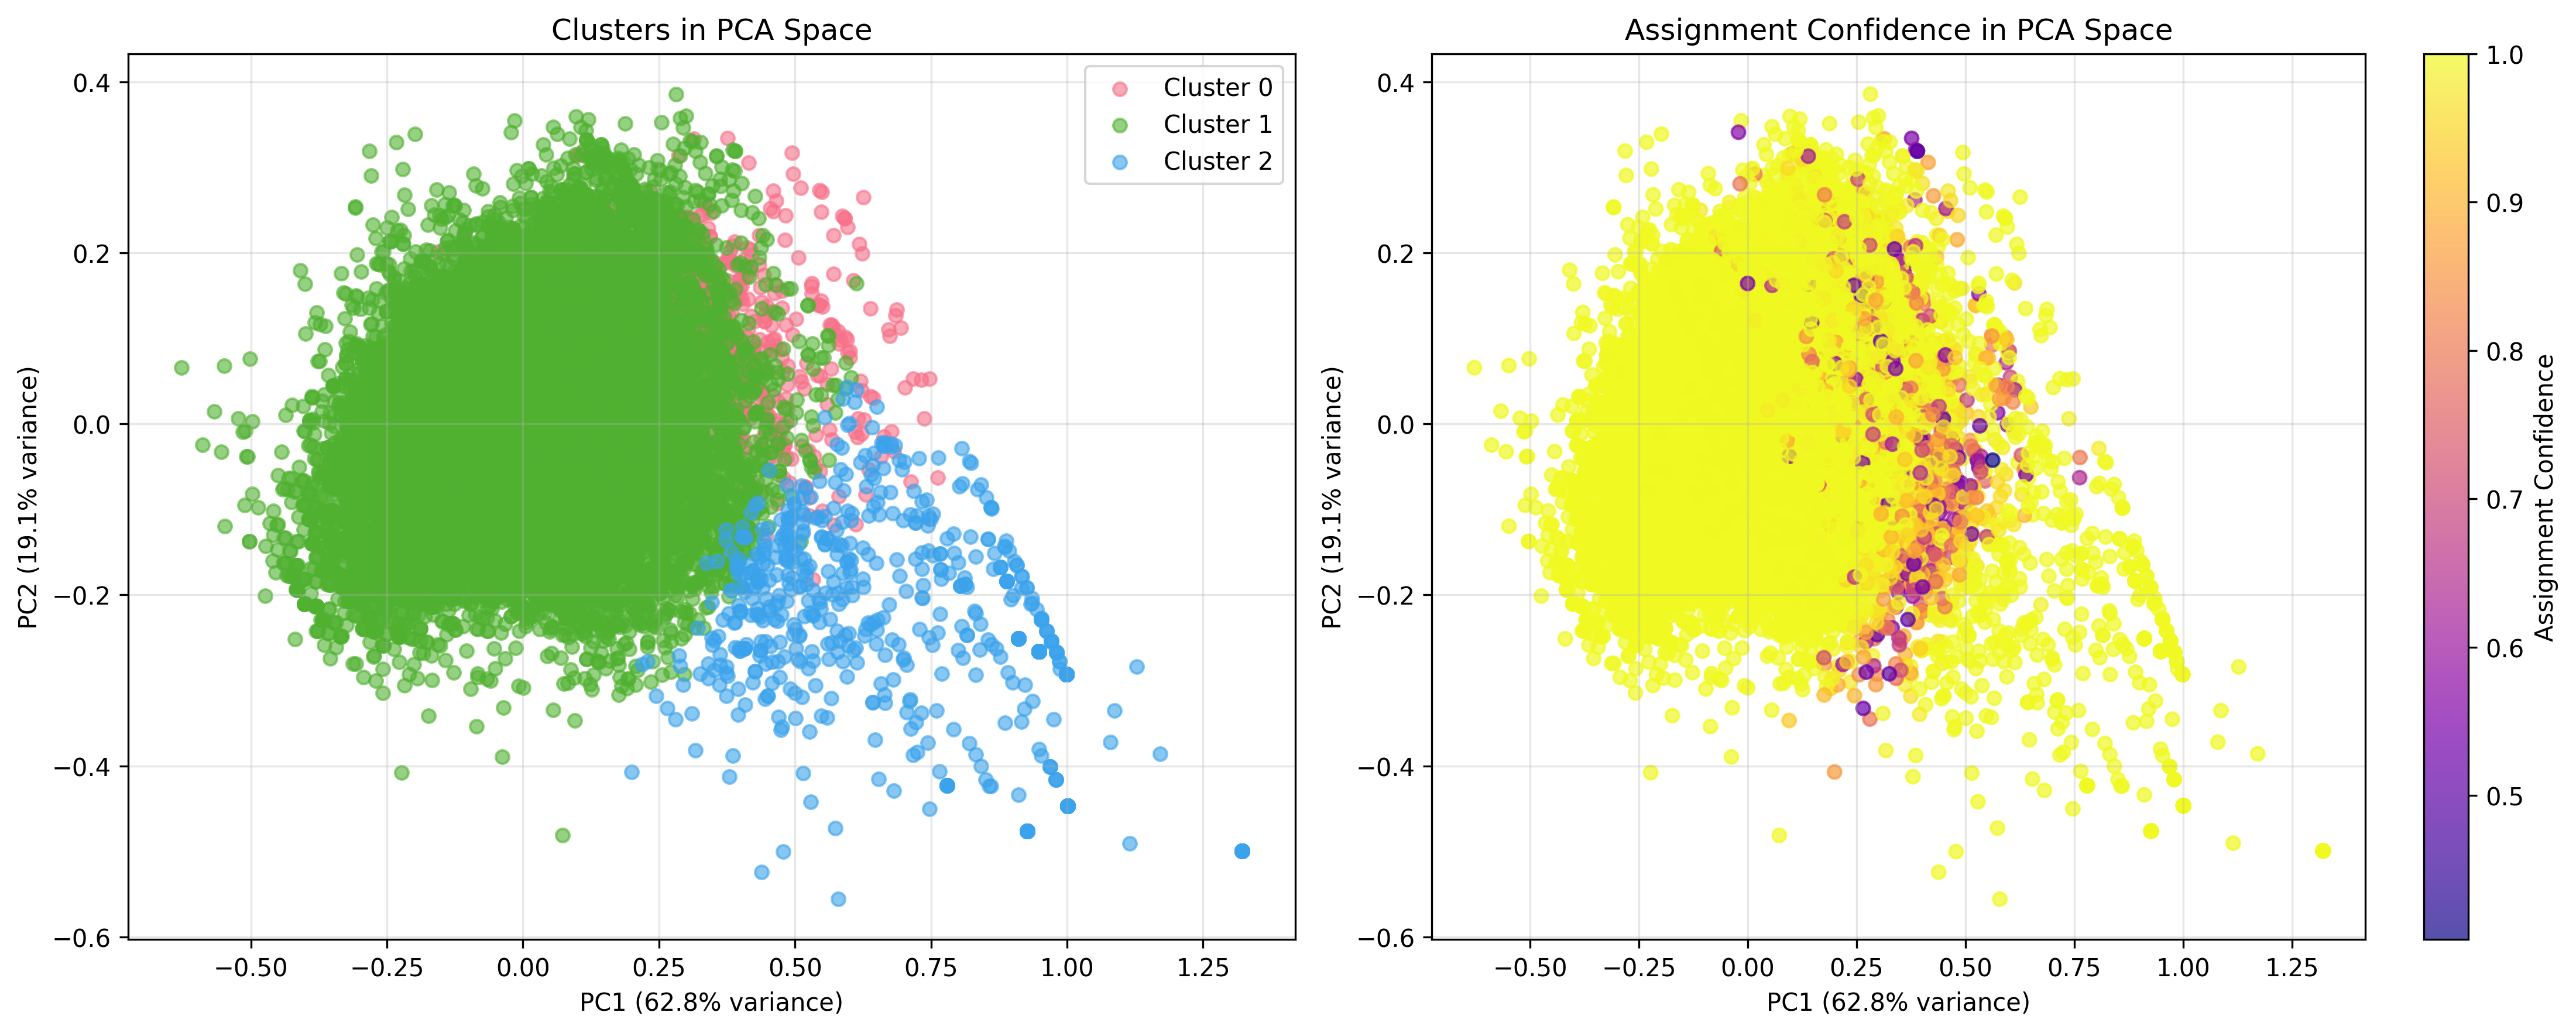 Clusters in PCA Space
Cluster 0
Cluster 1
Cluster 2
0.4
0.2
0.0
−0.2
−0.4
−0.6
PC2 (19.1% variance)
−0.50 −0.25 0.00 0.25 0.50 0.75 1.00 1.25
PC1 (62.8% variance)
Assignment Confidence in PCA Space
0.4
0.2
0.0
−0.2
−0.4
−0.6
PC2 (19.1% variance)
−0.50 −0.25 0.00 0.25 0.50 0.75 1.00 1.25
PC1 (62.8% variance)
1.0
0.9
0.8
0.7
0.6
0.5
Assignment Confidence